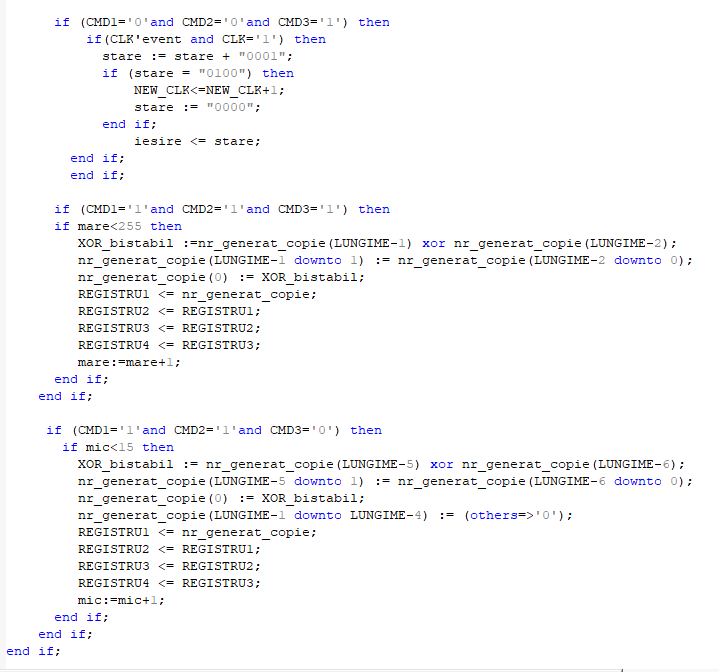 if (CMD1='0'and CMD2='0'and CMD3='1') then
if(CLK'event and CLK='1') then
stare := stare + "0001";
if (stare = "0100") then
NEW_CLK<=NEW_CLK+1;
stare := "0000";
end if;
iesire <= stare;
end if;
end if;
if (CMD1='1'and CMD2='1'and CMD3='1') then
if mare<255 then
XOR_bistabil :=nr_generat_copie(LUNGIME-1) xor nr_generat_copie(LUNGIME-2);
nr_generat_copie(LUNGIME-1 downto 1) := nr_generat_copie(LUNGIME-2 downto 0);
nr_generat_copie(0) := XOR_bistabil;
REGISTRU1 <= nr_generat_copie;
REGISTRU2 <= REGISTRU1;
REGISTRU3 <= REGISTRU2;
REGISTRU4 <= REGISTRU3;
mare:=mare+1;
end if;
end if;
if (CMD1='1'and CMD2='1'and CMD3='0') then
if mic<15 then
XOR_bistabil := nr_generat_copie(LUNGIME-5) xor nr_generat_copie(LUNGIME-6);
nr_generat_copie(LUNGIME-5 downto 1) := nr_generat_copie(LUNGIME-6 downto 0);
nr_generat_copie(0) := XOR_bistabil;
nr_generat_copie(LUNGIME-1 downto LUNGIME-4) := (others=>'0');
REGISTRU1 <= nr_generat_copie;
REGISTRU2 <= REGISTRU1;
REGISTRU3 <= REGISTRU2;
REGISTRU4 <= REGISTRU3;
mic:=mic+1;
end if;
end if;
end if;